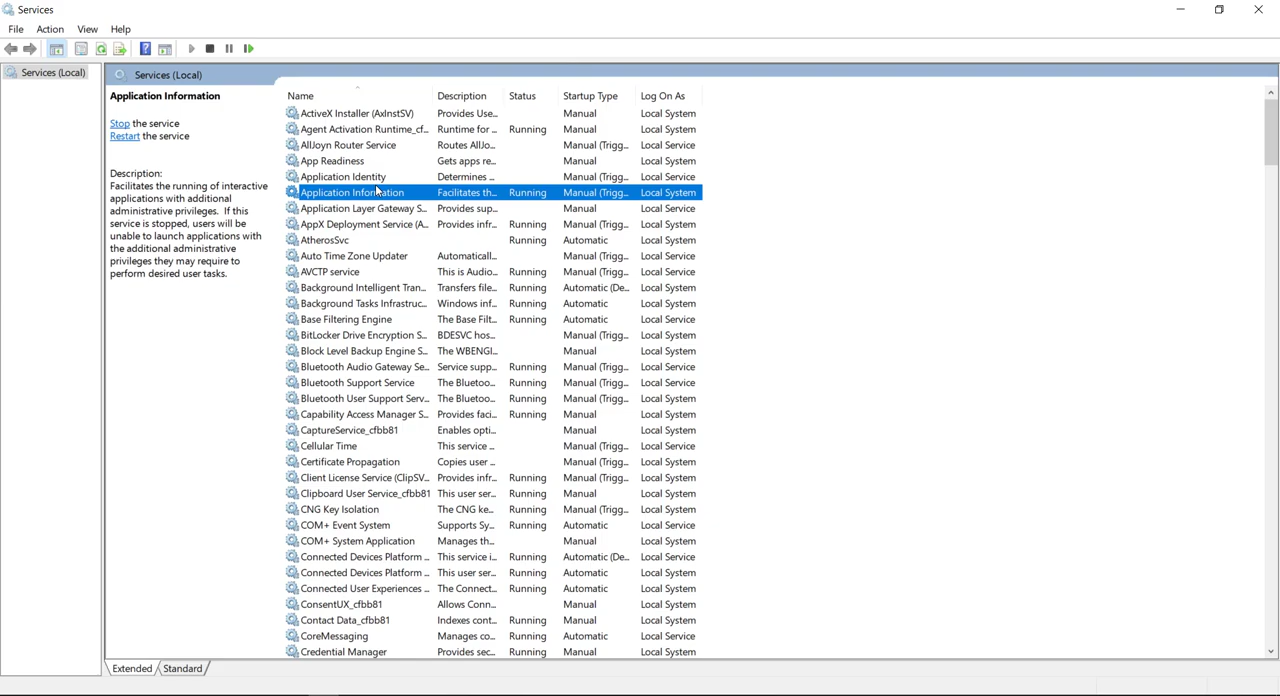 Services
File Action View Help
Services (Local)
Services (Local)
Application Information
Stop the service
Restart the service
Description:
Facilitates the running of interactive
applications with additional
administrative privileges. If this
service is stopped, users will be
unable to launch applications with
the additional administrative
privileges they may require to
perform desired user tasks.
Name Description Status Startup Type Log On As
ActiveX Installer (AxInstSV) Provides Use... Manual Local System
Agent Activation Runtime_cf... Runtime for ... Running Manual Local System
AllJoyn Router Service Routes AllJo... Manual (Trigg... Local Service
App Readiness Gets apps re... Manual Local System
Application Identity Determines ... Manual (Trigg... Local Service
Application Information Facilitates th... Running Manual (Trigg... Local System
Application Layer Gateway S... Provides sup... Manual Local Service
AppX Deployment Service (A... Provides infr... Running Manual (Trigg... Local System
AtherosSvc Running Automatic Local System
Auto Time Zone Updater Automaticall... Manual (Trigg... Local Service
AVCTP service This is Audio... Running Manual (Trigg... Local Service
Background Intelligent Tran... Transfers file... Running Automatic (De... Local System
Background Tasks Infrastruc... Windows inf... Running Automatic Local System
Base Filtering Engine The Base Filt... Running Automatic Local Service
BitLocker Drive Encryption S... BDESVC hos... Manual (Trigg... Local System
Block Level Backup Engine S... The WBENGI... Manual Local System
Bluetooth Audio Gateway Se... Service supp... Running Manual (Trigg... Local Service
Bluetooth Support Service The Bluetoo... Running Manual (Trigg... Local Service
Bluetooth User Support Serv... The Bluetoo... Running Manual (Trigg... Local System
Capability Access Manager S... Provides faci... Running Manual Local System
CaptureService_cfbb81 Enables opti... Manual Local System
Cellular Time This service ... Manual (Trigg... Local Service
Certificate Propagation Copies user ... Manual (Trigg... Local System
Client License Service (ClipSV... Provides infr... Running Manual (Trigg... Local System
Clipboard User Service_cfbb81 This user ser... Running Manual Local System
CNG Key Isolation The CNG ke... Running Manual (Trigg... Local System
COM+ Event System Supports Sy... Running Automatic Local Service
COM+ System Application Manages th... Manual Local System
Connected Devices Platform ... This service i... Running Automatic (De... Local Service
Connected Devices Platform ... This user ser... Running Automatic Local System
Connected User Experiences ... The Connect... Running Automatic Local System
ConsentUX_cfbb81 Allows Conn... Manual Local System
Contact Data_cfbb81 Indexes cont... Running Manual Local System
CoreMessaging Manages co... Running Automatic Local Service
Credential Manager Provides sec... Running Manual Local System
Extended Standard